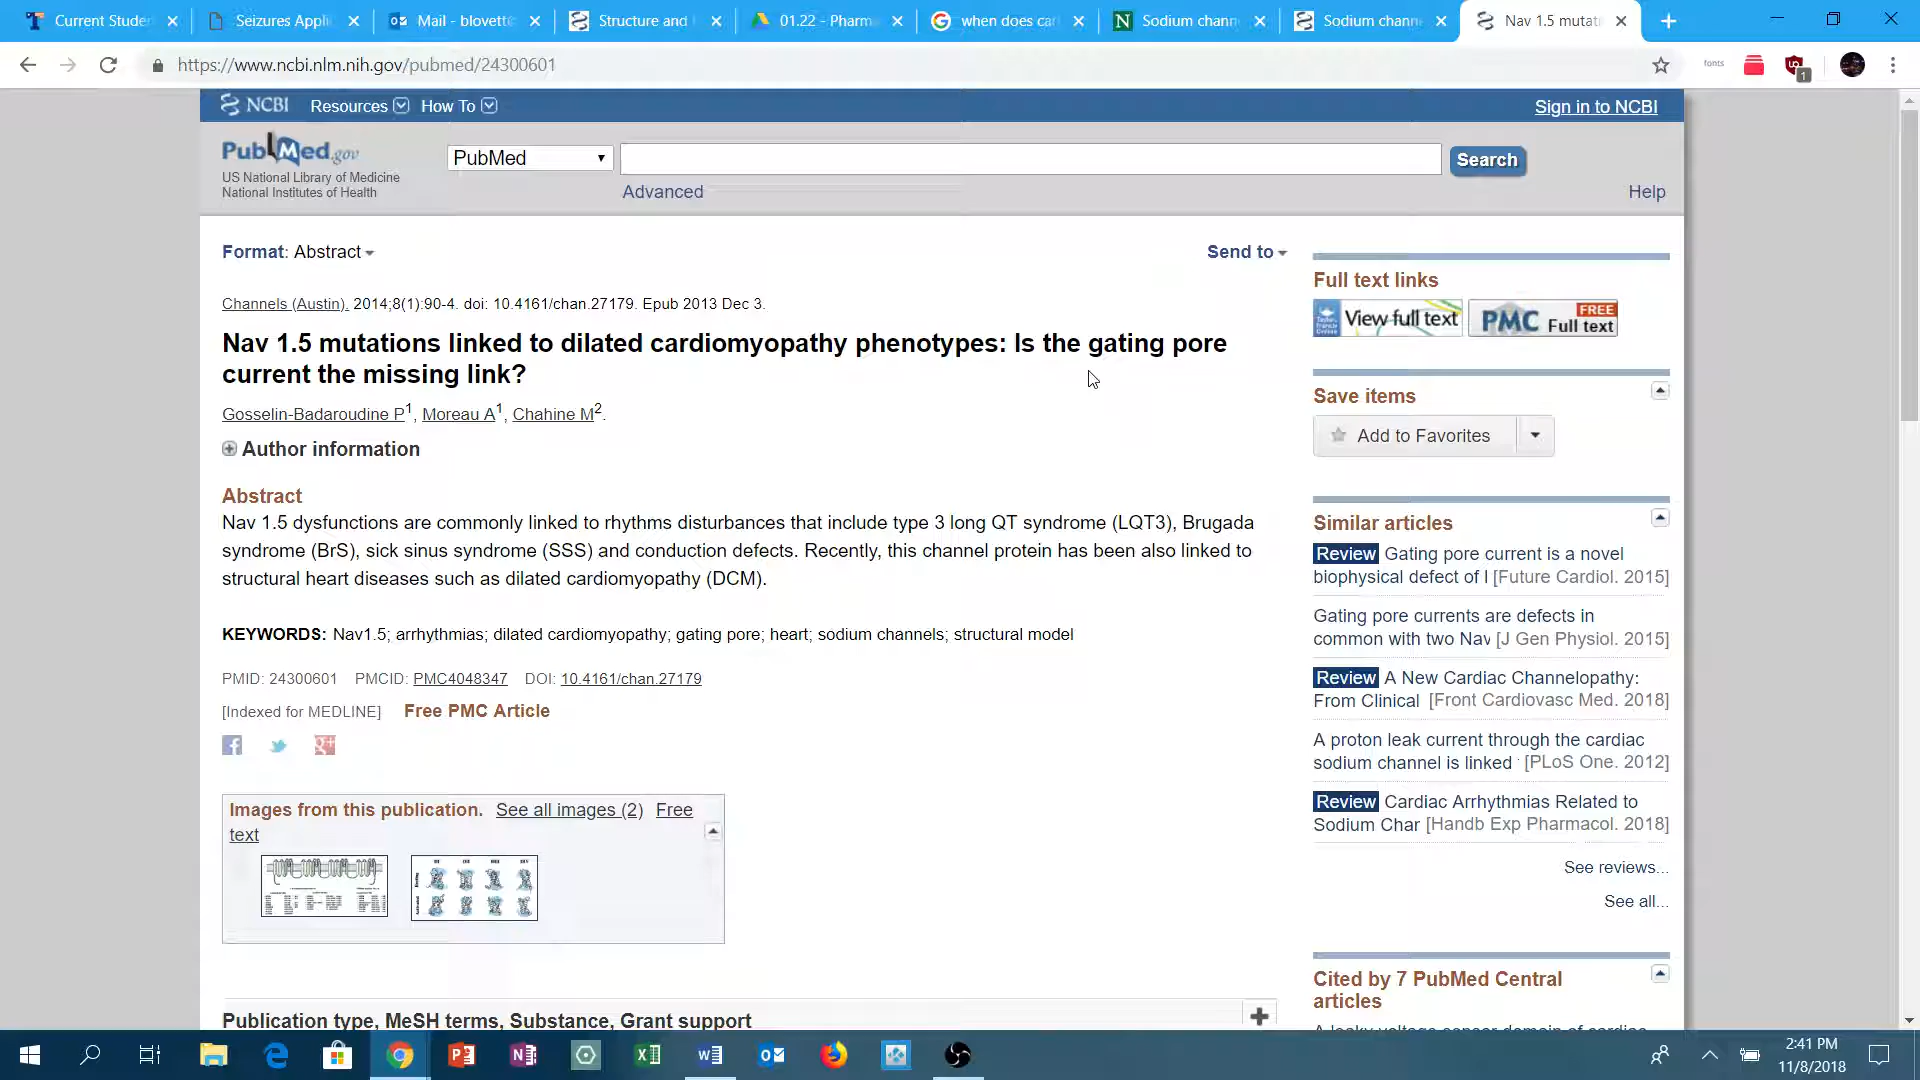 Current Studen
Seizures Appli
Mail - blovette
Structure and
01.22 - Pharma
when does car
Sodium chann
Sodium chann
Nav 1.5 mutati
https://www.ncbi.nlm.nih.gov/pubmed/24300601
fonts
1
NCBI Resources How To
Sign in to NCBI
PubMed.gov
US National Library of Medicine
National Institutes of Health
PubMed
Search
Advanced
Help
Format: Abstract
Send to
Channels (Austin). 2014;8(1):90-4. doi: 10.4161/chan.27179. Epub 2013 Dec 3.
Nav 1.5 mutations linked to dilated cardiomyopathy phenotypes: Is the gating pore
current the missing link?
Gosselin-Badaroudine P1, Moreau A1, Chahine M2.
Author information
Abstract
Nav 1.5 dysfunctions are commonly linked to rhythms disturbances that include type 3 long QT syndrome (LQT3), Brugada
syndrome (BrS), sick sinus syndrome (SSS) and conduction defects. Recently, this channel protein has been also linked to
structural heart diseases such as dilated cardiomyopathy (DCM).
KEYWORDS: Nav1.5; arrhythmias; dilated cardiomyopathy; gating pore; heart; sodium channels; structural model
PMID: 24300601 PMCID: PMC4048347 DOI: 10.4161/chan.27179
[Indexed for MEDLINE] Free PMC Article
Images from this publication. See all images (2) Free
text
Publication type, MeSH terms, Substance, Grant support
Full text links
View full text
PMC FREE Full text
Save items
Add to Favorites
Similar articles
Review Gating pore current is a novel
biophysical defect of [Future Cardiol. 2015]
Gating pore currents are defects in
common with two Nav [J Gen Physiol. 2015]
Review A New Cardiac Channelopathy:
From Clinical [Front Cardiovasc Med. 2018]
A proton leak current through the cardiac
sodium channel is linked [PLoS One. 2012]
Review Cardiac Arrhythmias Related to
Sodium Char [Handb Exp Pharmacol. 2018]
See reviews...
See all...
Cited by 7 PubMed Central
articles
2:41 PM
11/8/2018